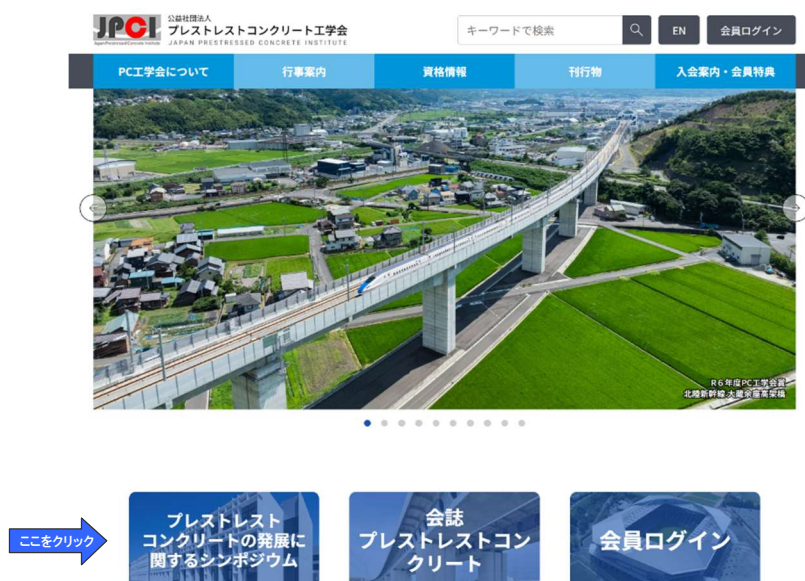 JPCI
Japan Prestressed Concrete Institute
公益社団法人
プレストレストコンクリート工学会
JAPAN PRESTRESSED CONCRETE INSTITUTE
キーワードで検索
EN
会員ログイン
PC工学会について
行事案内
資格情報
刊行物
入会案内・会員特典
R6年度PC工学会賞
北陸新幹線 大蔵余座高架橋
ここをクリック
プレストレスト
コンクリートの発展に
関するシンポジウム
会誌
プレストレストコン
クリート
会員ログイン